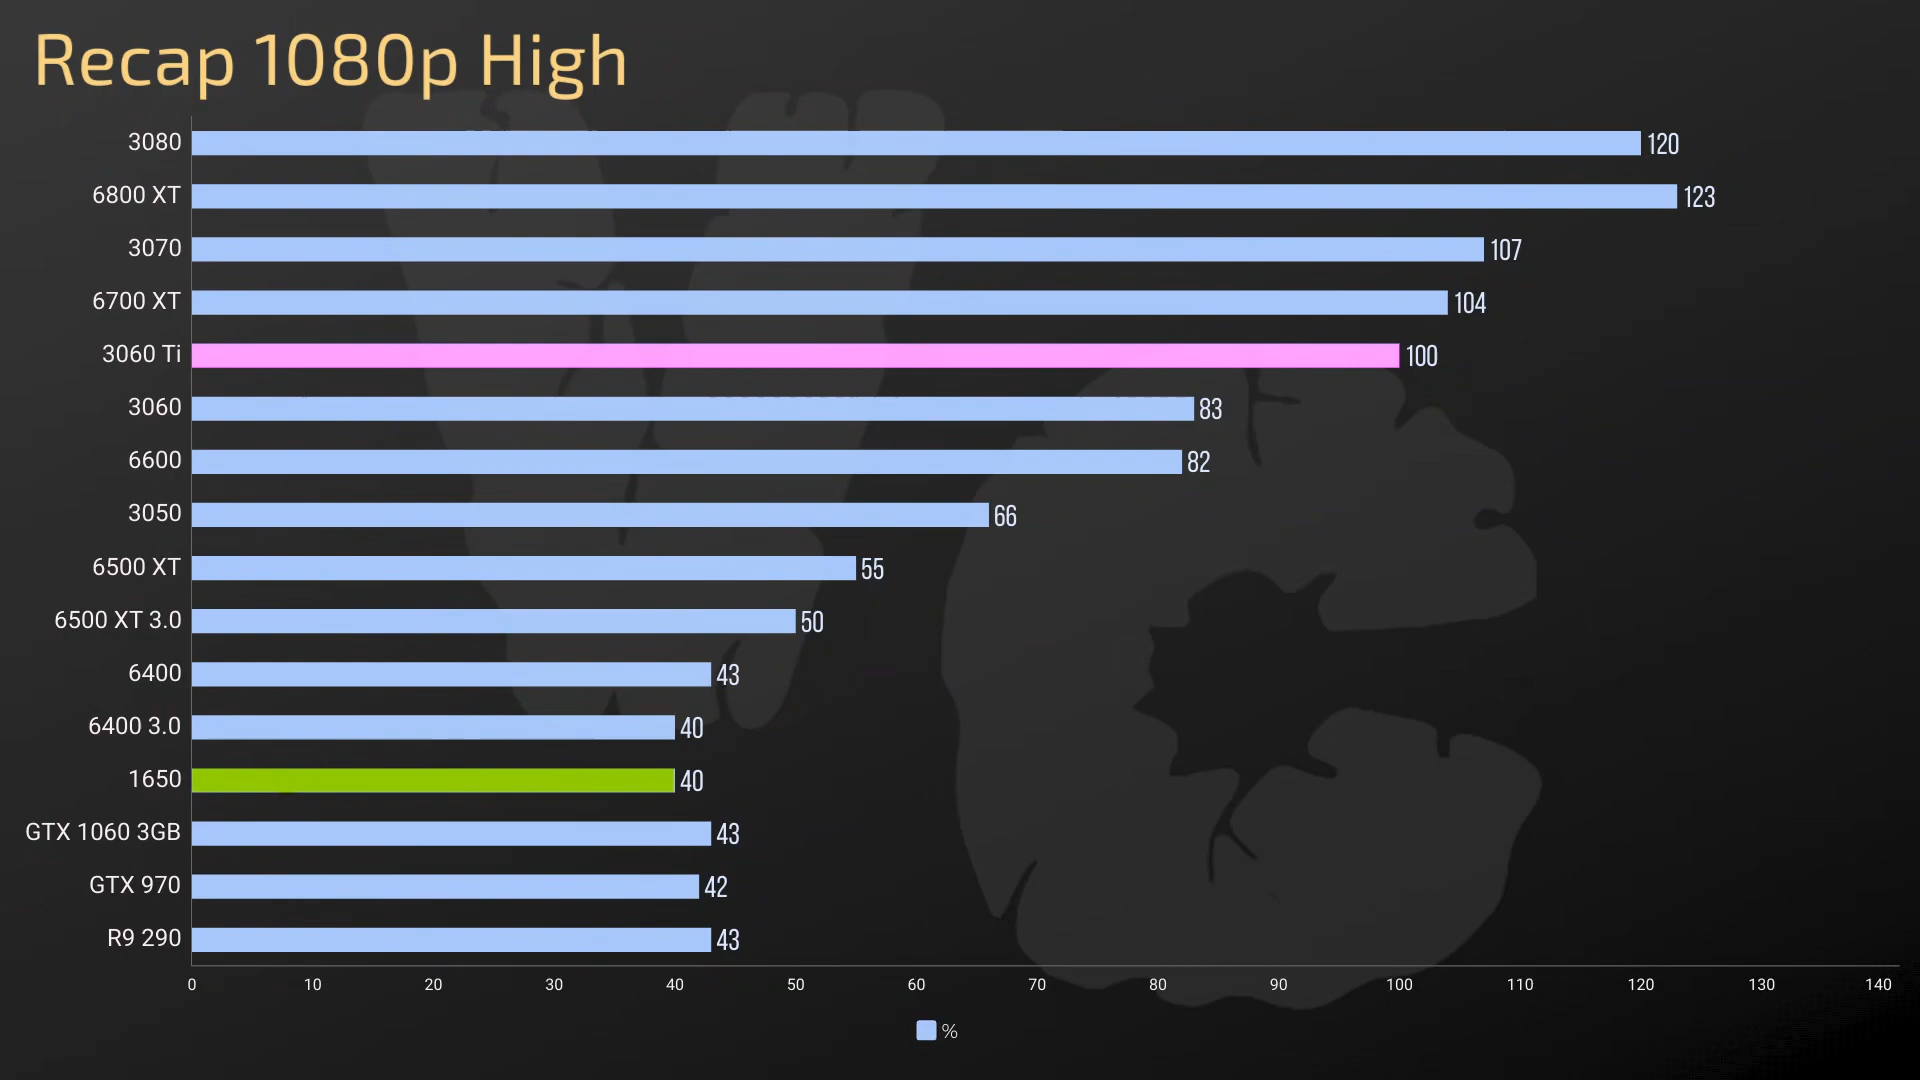 Recap 1080p High
3080 120
6800 XT 123
3070 107
6700 XT 104
3060 Ti 100
3060 83
6600 82
3050 66
6500 XT 55
6500 XT 3.0 50
6400 43
6400 3.0 40
1650 40
GTX 1060 3GB 43
GTX 970 42
R9 290 43
0 10 20 30 40 50 60 70 80 90 100 110 120 130 140
%